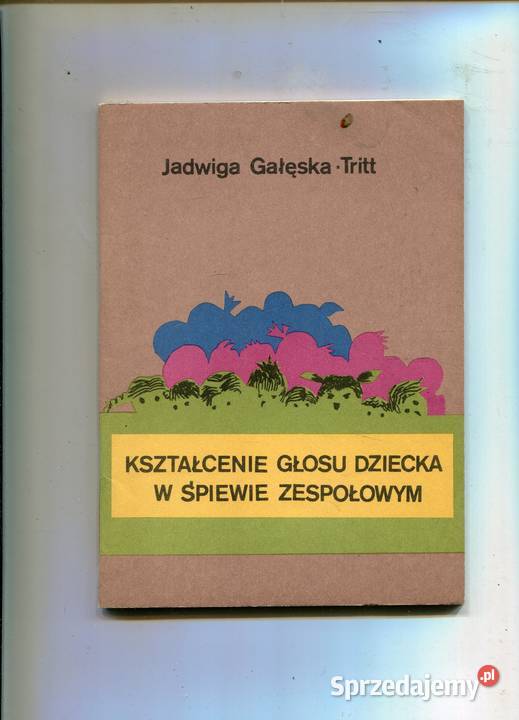 Jadwiga Gałęska-Tritt
KSZTAŁCENIE GŁOSU DZIECKA
W ŚPIEWIE ZESPOŁOWYM
Sprzedajemy.pl